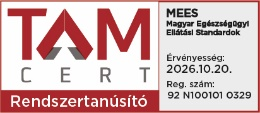 TAM
CERT
Rendszertanúsító
MEES
Magyar Egészségügyi
Ellátási Standardok
Érvényesség:
2026.10.20.
Reg. szám:
92 N100101 0329